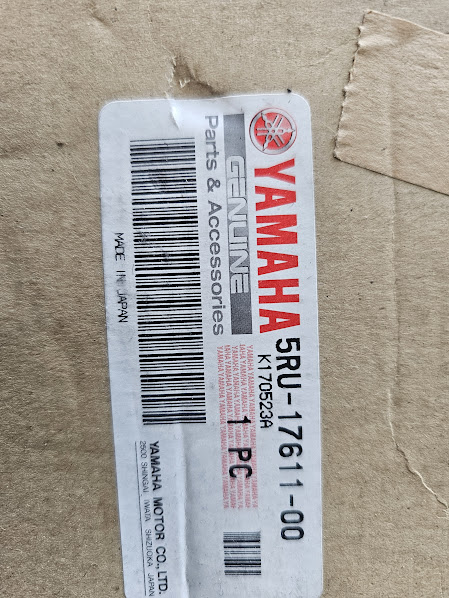 YAMAHA
GENUINE
Parts & Accessories
MADE IN JAPAN
5RU-17611-00
K170523A
1 PC
YAMAHA MOTOR CO., LTD.
2500 SHINGAI IWATA SHIZUOKA JAPAN